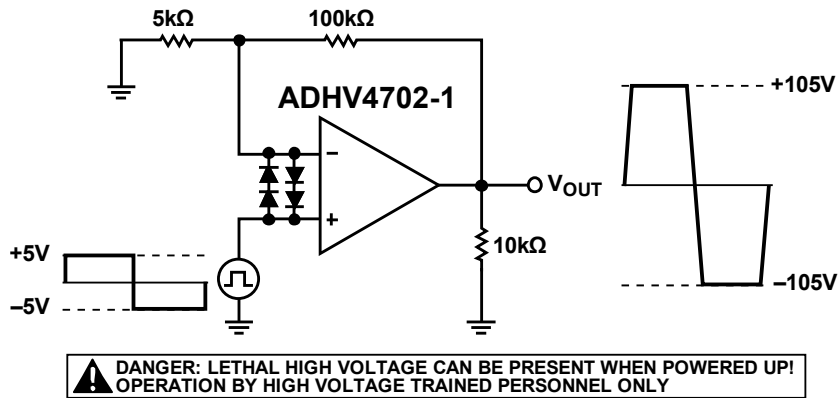 5kΩ
100kΩ
ADHV4702-1
+105V
−
VOUT
+
+5V
10kΩ
−5V
−105V
DANGER: LETHAL HIGH VOLTAGE CAN BE PRESENT WHEN POWERED UP!
OPERATION BY HIGH VOLTAGE TRAINED PERSONNEL ONLY